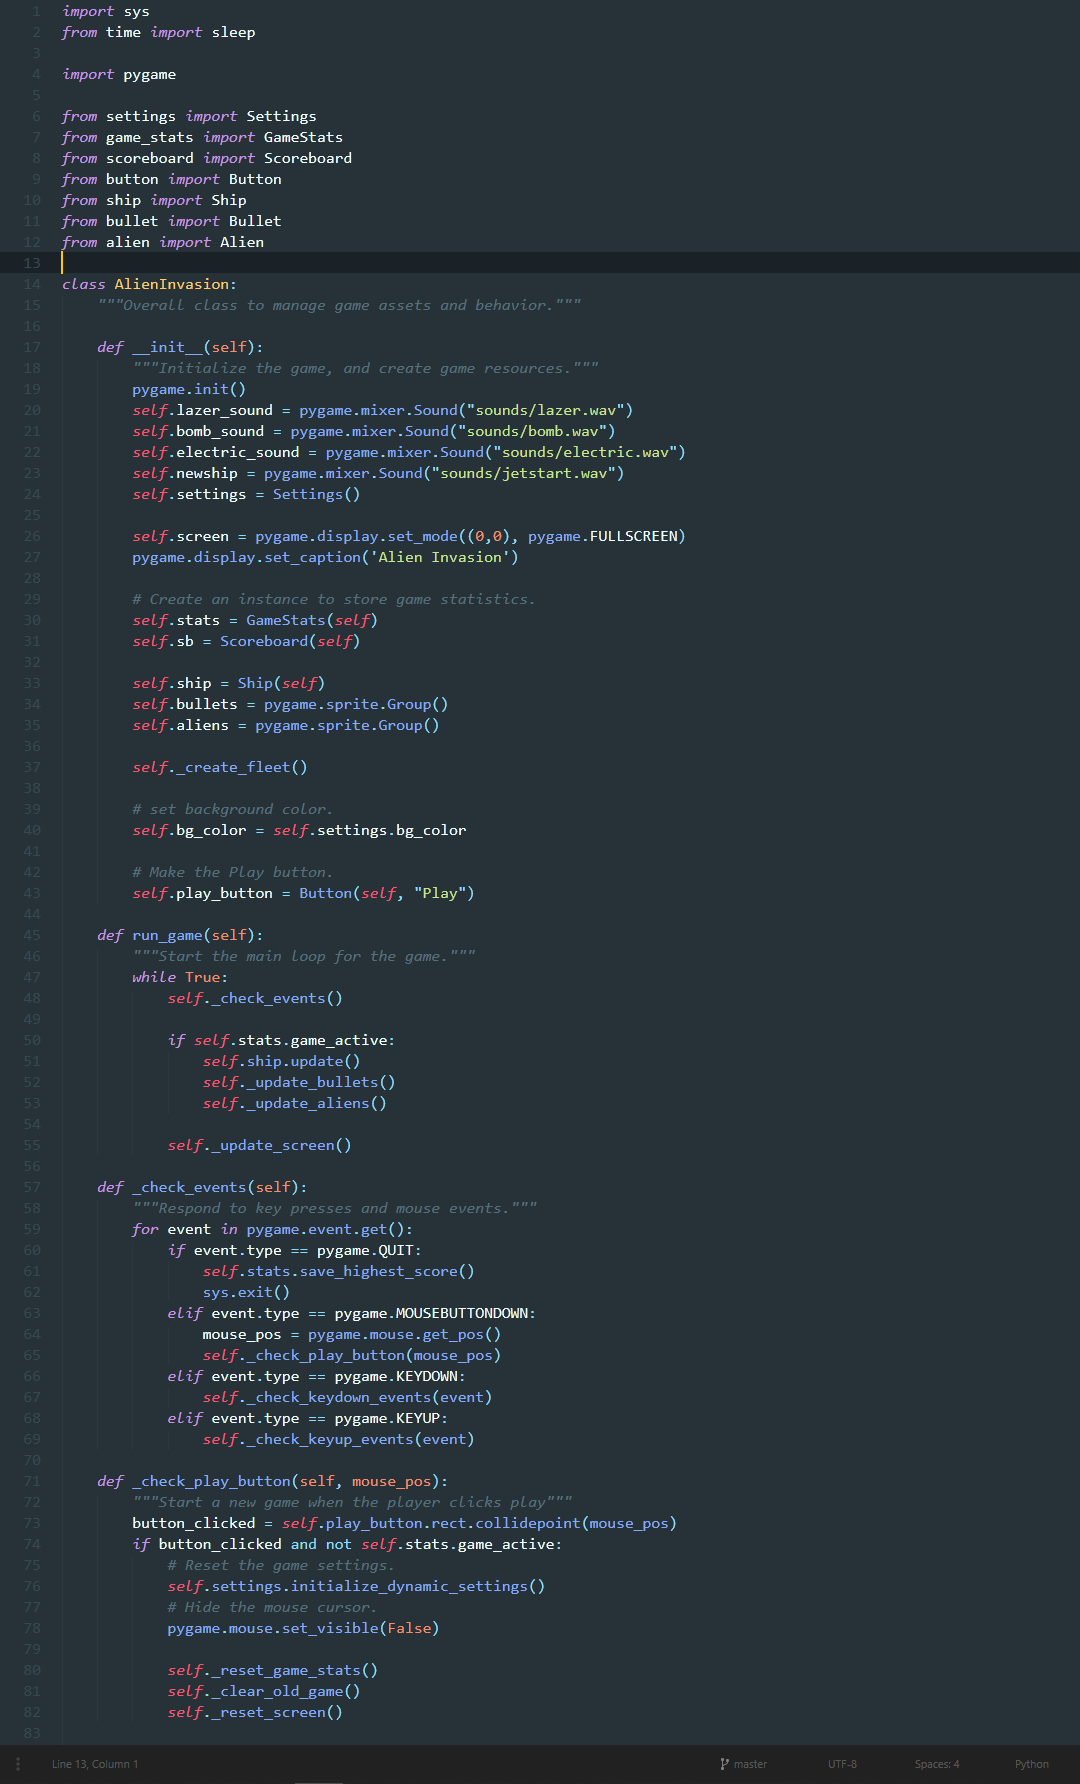 1 import sys
2 from time import sleep
3
4 import pygame
5
6 from settings import Settings
7 from game_stats import GameStats
8 from scoreboard import Scoreboard
9 from button import Button
10 from ship import Ship
11 from bullet import Bullet
12 from alien import Alien
13
14 class AlienInvasion:
15     """Overall class to manage game assets and behavior."""
16
17     def __init__(self):
18         """Initialize the game, and create game resources."""
19         pygame.init()
20         self.lazer_sound = pygame.mixer.Sound("sounds/lazer.wav")
21         self.bomb_sound = pygame.mixer.Sound("sounds/bomb.wav")
22         self.electric_sound = pygame.mixer.Sound("sounds/electric.wav")
23         self.newship = pygame.mixer.Sound("sounds/jetstart.wav")
24         self.settings = Settings()
25
26         self.screen = pygame.display.set_mode((0,0), pygame.FULLSCREEN)
27         pygame.display.set_caption('Alien Invasion')
28
29         # Create an instance to store game statistics.
30         self.stats = GameStats(self)
31         self.sb = Scoreboard(self)
32
33         self.ship = Ship(self)
34         self.bullets = pygame.sprite.Group()
35         self.aliens = pygame.sprite.Group()
36
37         self._create_fleet()
38
39         # set background color.
40         self.bg_color = self.settings.bg_color
41
42         # Make the Play button.
43         self.play_button = Button(self, "Play")
44
45     def run_game(self):
46         """Start the main loop for the game."""
47         while True:
48             self._check_events()
49
50             if self.stats.game_active:
51                 self.ship.update()
52                 self._update_bullets()
53                 self._update_aliens()
54
55             self._update_screen()
56
57     def _check_events(self):
58         """Respond to key presses and mouse events."""
59         for event in pygame.event.get():
60             if event.type == pygame.QUIT:
61                 self.stats.save_highest_score()
62                 sys.exit()
63             elif event.type == pygame.MOUSEBUTTONDOWN:
64                 mouse_pos = pygame.mouse.get_pos()
65                 self._check_play_button(mouse_pos)
66             elif event.type == pygame.KEYDOWN:
67                 self._check_keydown_events(event)
68             elif event.type == pygame.KEYUP:
69                 self._check_keyup_events(event)
70
71     def _check_play_button(self, mouse_pos):
72         """Start a new game when the player clicks play"""
73         button_clicked = self.play_button.rect.collidepoint(mouse_pos)
74         if button_clicked and not self.stats.game_active:
75             # Reset the game settings.
76             self.settings.initialize_dynamic_settings()
77             # Hide the mouse cursor.
78             pygame.mouse.set_visible(False)
79
80             self._reset_game_stats()
81             self._clear_old_game()
82             self._reset_screen()
83
Line 13, Column 1 master UTF-8 Spaces: 4 Python